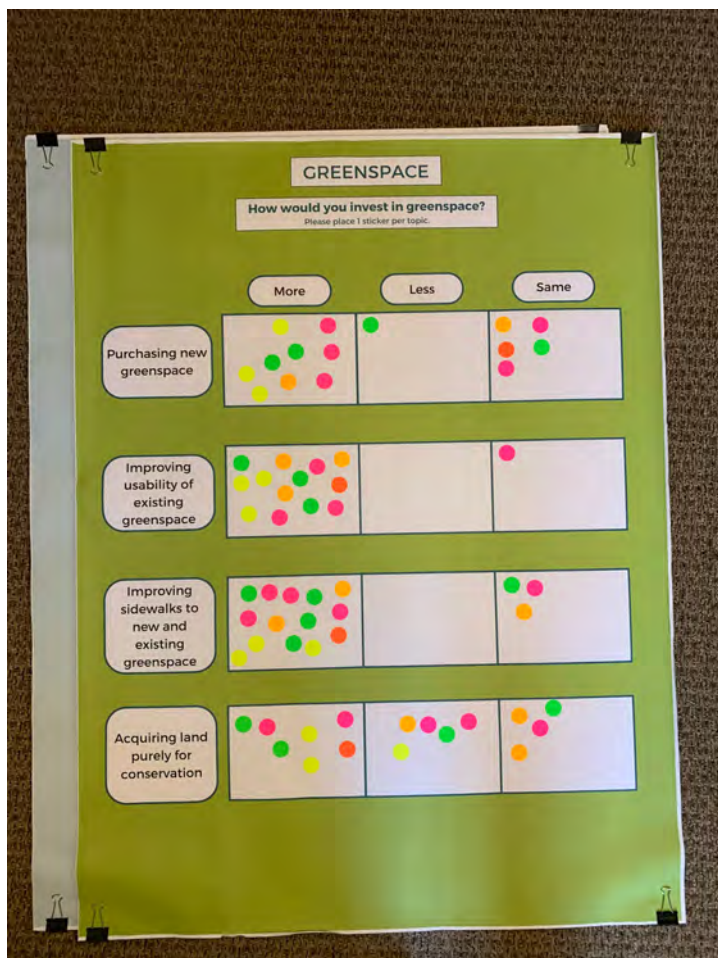 GREENSPACE
How would you invest in greenspace?
Please place 1 sticker per topic.
More
Less
Same
Purchasing new
greenspace
Improving
usability of
existing
greenspace
Improving
sidewalks to
new and
existing
greenspace
Acquiring land
purely for
conservation